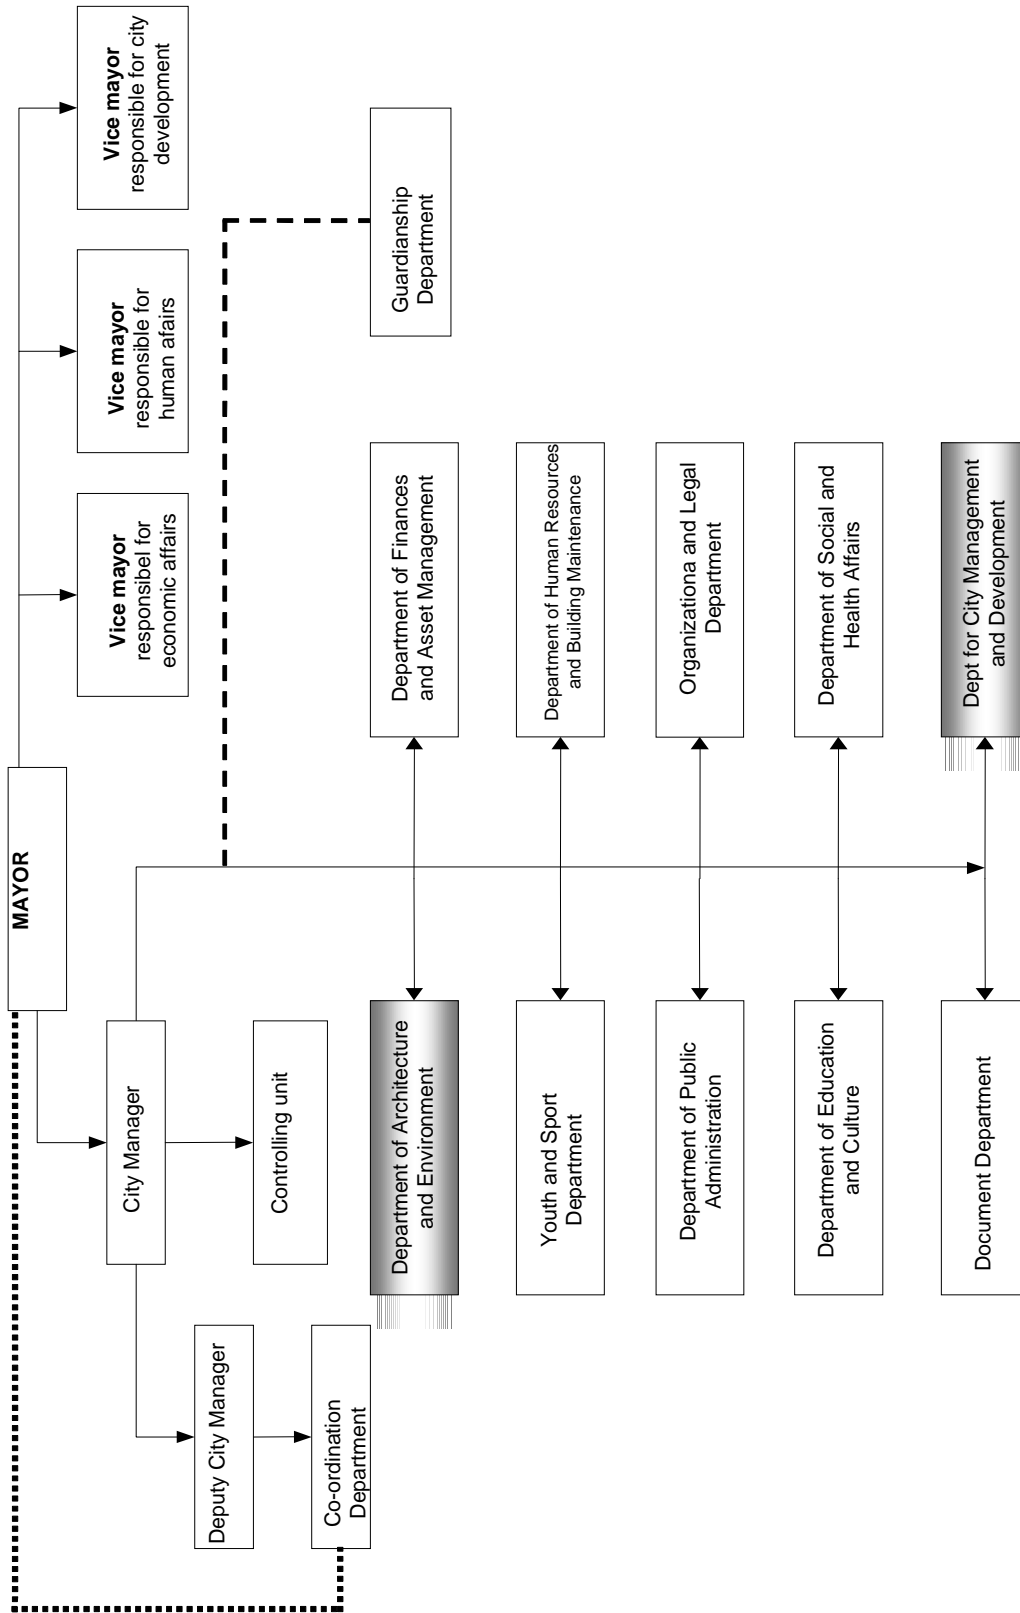 MAYOR
Vice mayor
responsibel for
economic affairs
Vice mayor
responsible for
human afairs
Vice mayor
responsible for city
development
City Manager
Deputy City Manager
Controlling unit
Co-ordination
Department
Guardianship
Department
Department of Architecture
and Environment
Department of Finances
and Asset Management
Youth and Sport
Department
Department of Human Resources
and Building Maintenance
Department of Public
Administration
Organizationa and Legal
Department
Department of Education
and Culture
Department of Social and
Health Affairs
Document Department
Dept for City Management
and Development